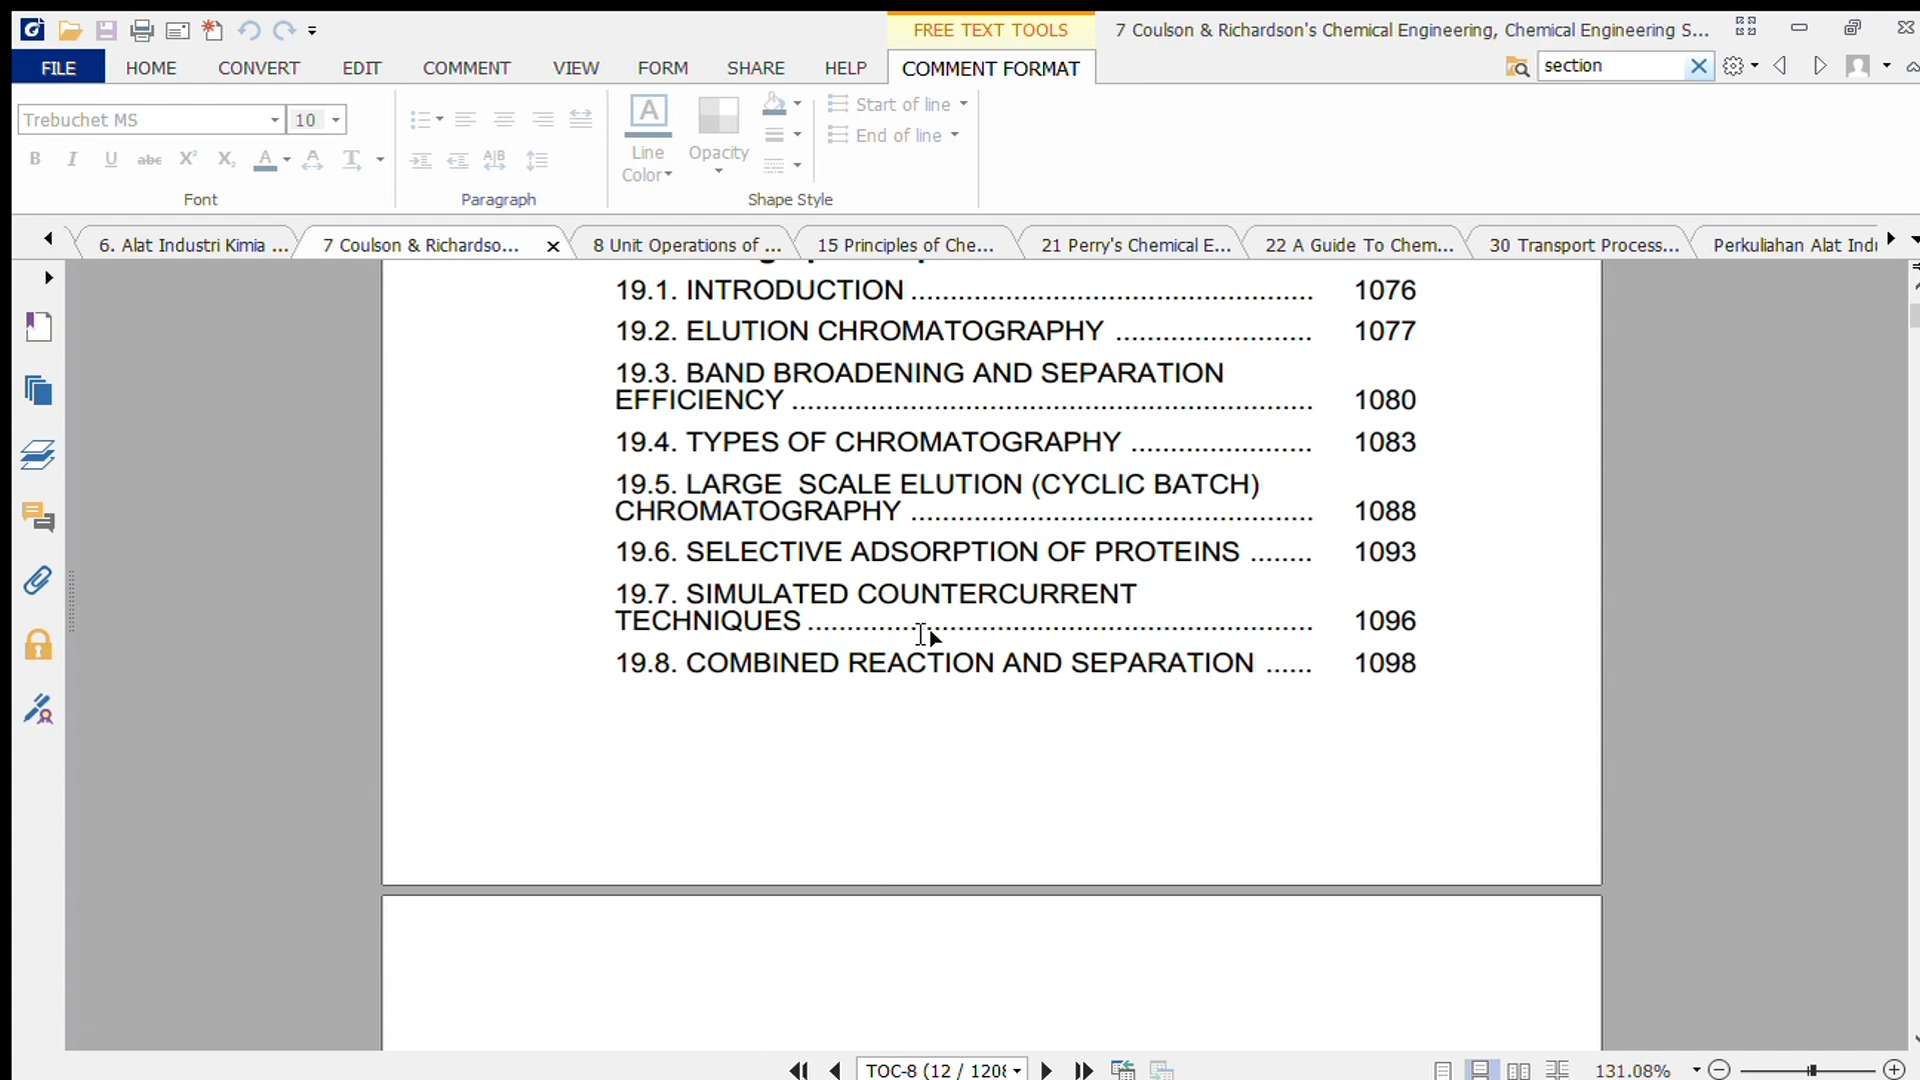 FREE TEXT TOOLS
7 Coulson & Richardson's Chemical Engineering, Chemical Engineering S...
FILE HOME CONVERT EDIT COMMENT VIEW FORM SHARE HELP COMMENT FORMAT
section
Trebuchet MS 10
Start of line
End of line
B I U abc X² X₂ A A T
A
Line
Color
Opacity
A|B
Font Paragraph Shape Style
6. Alat Industri Kimia ... 7 Coulson & Richardso... 8 Unit Operations of ... 15 Principles of Che... 21 Perry's Chemical E... 22 A Guide To Chem... 30 Transport Process... Perkuliahan Alat Indu
19.1. INTRODUCTION .................................................. 1076
19.2. ELUTION CHROMATOGRAPHY ........................ 1077
19.3. BAND BROADENING AND SEPARATION
EFFICIENCY ................................................................ 1080
19.4. TYPES OF CHROMATOGRAPHY ...................... 1083
19.5. LARGE SCALE ELUTION (CYCLIC BATCH)
CHROMATOGRAPHY .................................................. 1088
19.6. SELECTIVE ADSORPTION OF PROTEINS ........ 1093
19.7. SIMULATED COUNTERCURRENT
TECHNIQUES ............................................................... 1096
19.8. COMBINED REACTION AND SEPARATION ...... 1098
TOC-8 (12 / 1208
131.08%